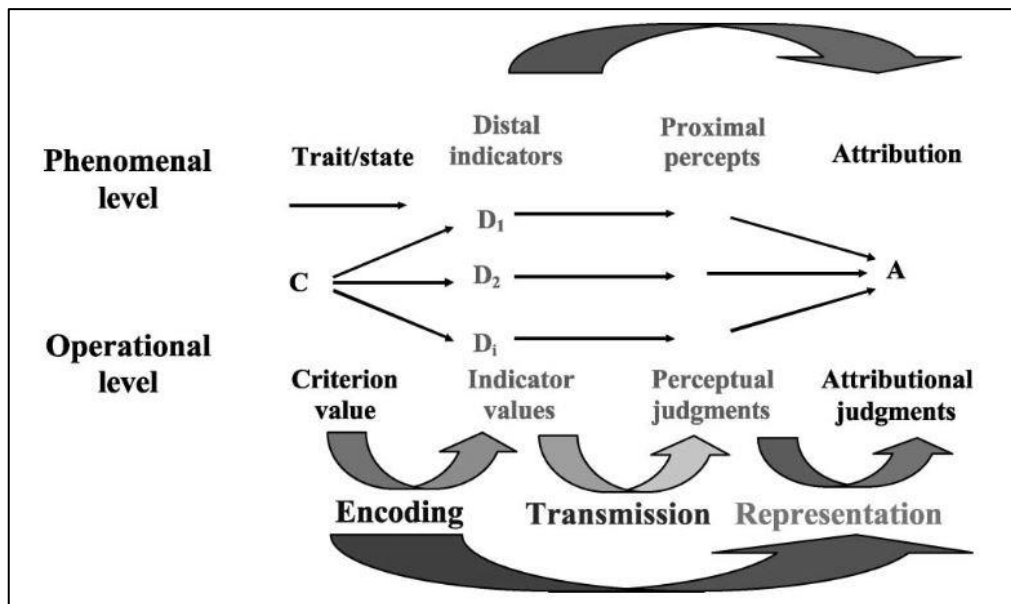 Phenomenal
level
Trait/state
Distal
indicators
Proximal
percepts
Attribution
D₁
C
D₂
A
Dᵢ
Operational
level
Criterion
value
Indicator
values
Perceptual
judgments
Attributional
judgments
Encoding
Transmission
Representation